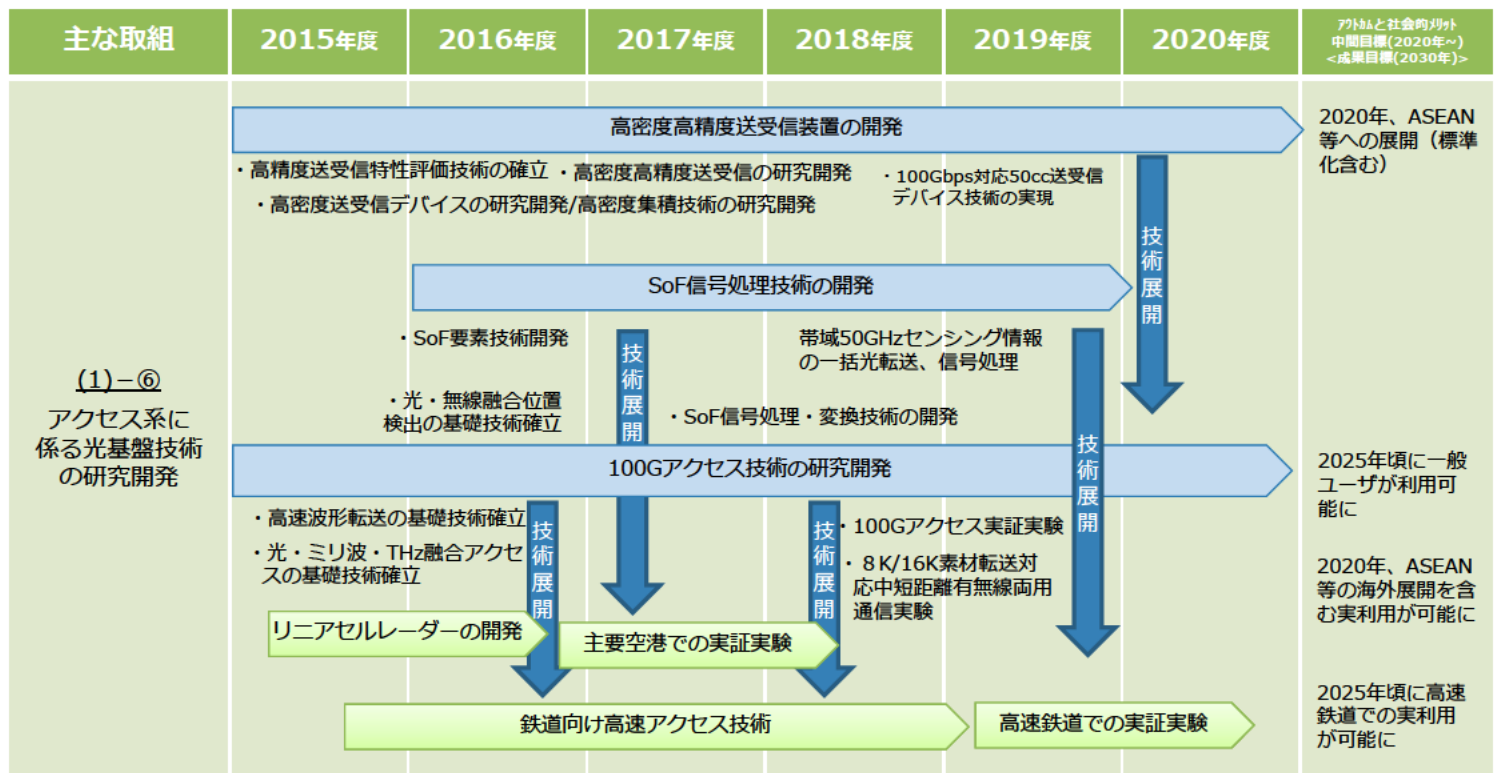 主な取組
2015年度
2016年度
2017年度
2018年度
2019年度
2020年度
ｱｳﾄｶﾑと社会的ﾒﾘｯﾄ
中間目標(2020年~)
<成果目標(2030年)>
(1)－⑥
アクセス系に
係る光基盤技術
の研究開発
高密度高精度送受信装置の開発
・高精度送受信特性評価技術の確立
・高密度高精度送受信の研究開発
・高密度送受信デバイスの研究開発/高密度集積技術の研究開発
・100Gbps対応50cc送受信
デバイス技術の実現
技術展開
2020年、ASEAN
等への展開（標準
化含む）
SoF信号処理技術の開発
・SoF要素技術開発
・光・無線融合位置
検出の基礎技術確立
技術展開
・SoF信号処理・変換技術の開発
帯域50GHzセンシング情報
の一括光転送、信号処理
技術展開
100Gアクセス技術の研究開発
・高速波形転送の基礎技術確立
・光・ミリ波・THz融合アクセ
スの基礎技術確立
技術展開
技術展開
・100Gアクセス実証実験
・８K/16K素材転送対
応中短距離有無線両用
通信実験
2025年頃に一般
ユーザが利用可
能に
リニアセルレーダーの開発
主要空港での実証実験
2020年、ASEAN
等の海外展開を含
む実利用が可能に
鉄道向け高速アクセス技術
高速鉄道での実証実験
2025年頃に高速
鉄道での実利用
が可能に